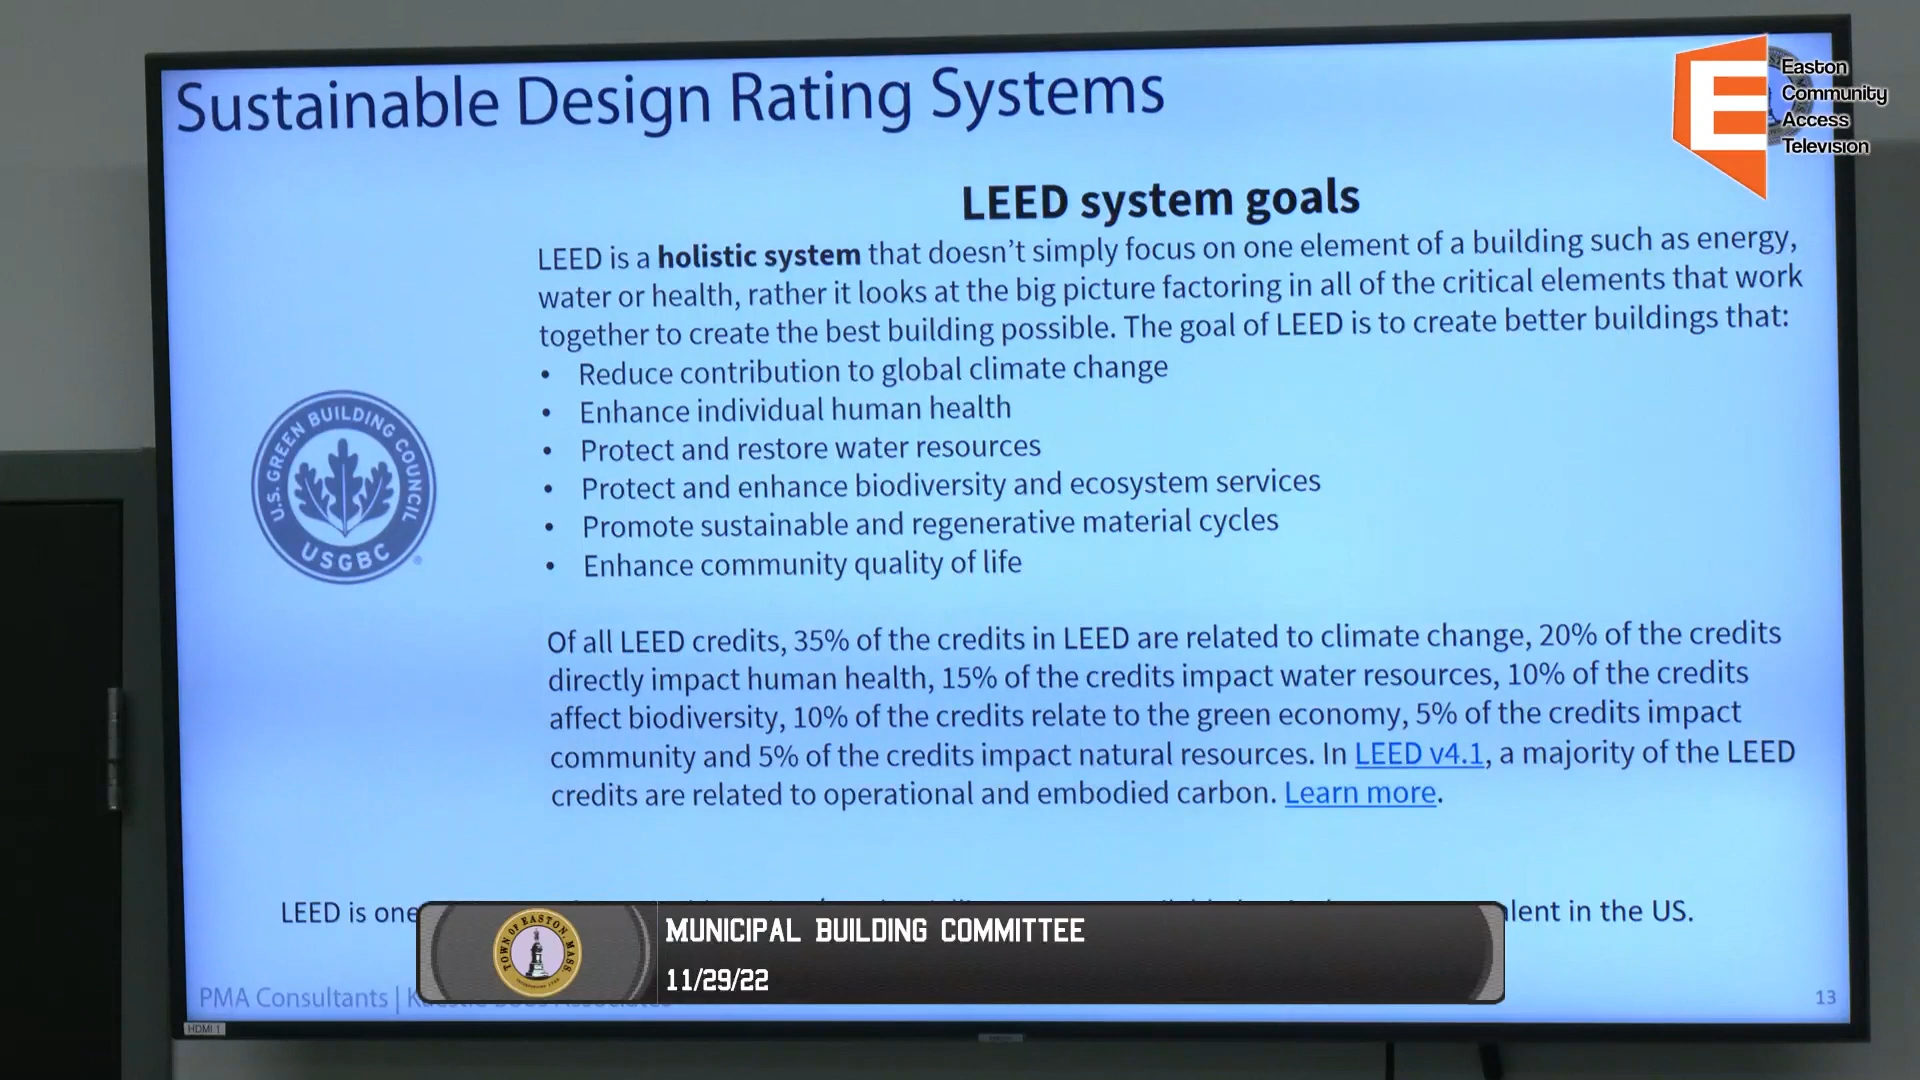 Sustainable Design Rating Systems
Easton
Community
Access
Television
E
LEED system goals
LEED is a holistic system that doesn't simply focus on one element of a building such as energy,
water or health, rather it looks at the big picture factoring in all of the critical elements that work
together to create the best building possible. The goal of LEED is to create better buildings that:
• Reduce contribution to global climate change
• Enhance individual human health
• Protect and restore water resources
• Protect and enhance biodiversity and ecosystem services
• Promote sustainable and regenerative material cycles
• Enhance community quality of life
U.S. GREEN BUILDING COUNCIL
USGBC
Of all LEED credits, 35% of the credits in LEED are related to climate change, 20% of the credits
directly impact human health, 15% of the credits impact water resources, 10% of the credits
affect biodiversity, 10% of the credits relate to the green economy, 5% of the credits impact
community and 5% of the credits impact natural resources. In LEED v4.1, a majority of the LEED
credits are related to operational and embodied carbon. Learn more.
LEED is one in the US.
TOWN OF EASTON, MASS.
MUNICIPAL BUILDING COMMITTEE
11/29/22
PMA Consultants |
13
HDMI 1